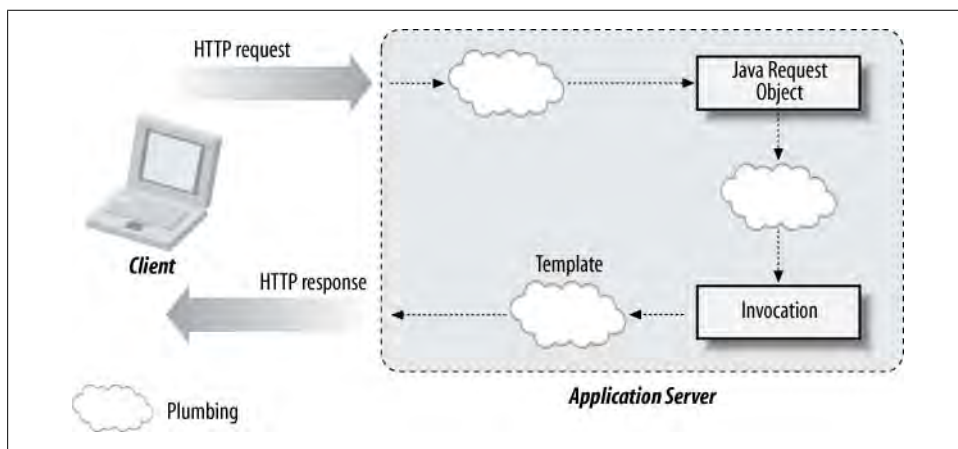 HTTP request
Java Request
Object
Client
HTTP response
Template
Invocation
Application Server
Plumbing